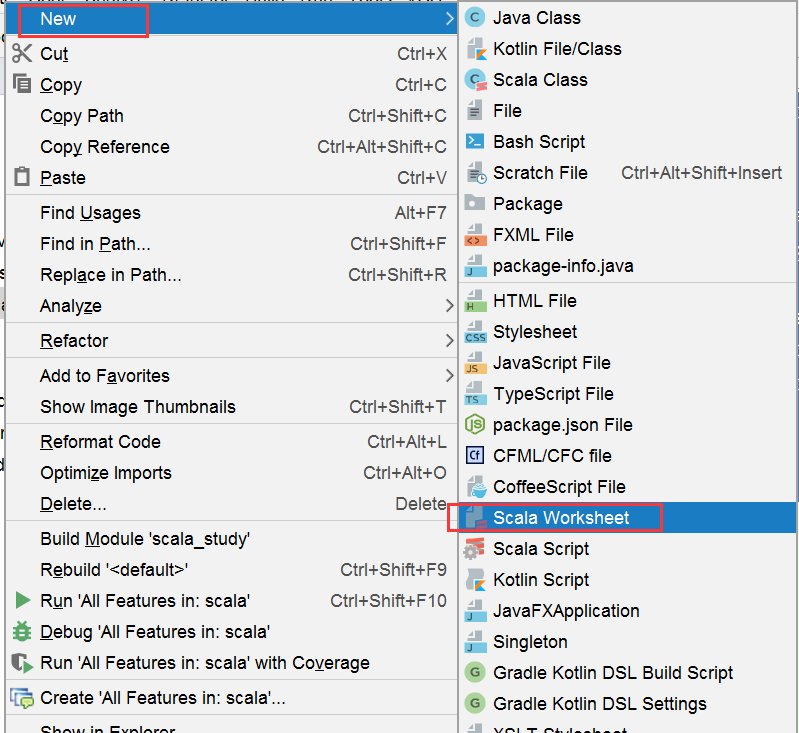 New
Cut Ctrl+X
Copy Ctrl+C
Copy Path Ctrl+Shift+C
Copy Reference Ctrl+Alt+Shift+C
Paste Ctrl+V
Find Usages Alt+F7
Find in Path... Ctrl+Shift+F
Replace in Path... Ctrl+Shift+R
Analyze
Refactor
Add to Favorites
Show Image Thumbnails Ctrl+Shift+T
Reformat Code Ctrl+Alt+L
Optimize Imports Ctrl+Alt+O
Delete... Delete
Build Module 'scala_study'
Rebuild '<default>' Ctrl+Shift+F9
Run 'All Features in: scala' Ctrl+Shift+F10
Debug 'All Features in: scala'
Run 'All Features in: scala' with Coverage
Create 'All Features in: scala'...
Show in Explorer
Java Class
Kotlin File/Class
Scala Class
File
Bash Script
Scratch File Ctrl+Alt+Shift+Insert
Package
FXML File
package-info.java
HTML File
Stylesheet
JavaScript File
TypeScript File
package.json File
CFML/CFC file
CoffeeScript File
Scala Worksheet
Scala Script
Kotlin Script
JavaFXApplication
Singleton
Gradle Kotlin DSL Build Script
Gradle Kotlin DSL Settings
XSLT Stylesheet